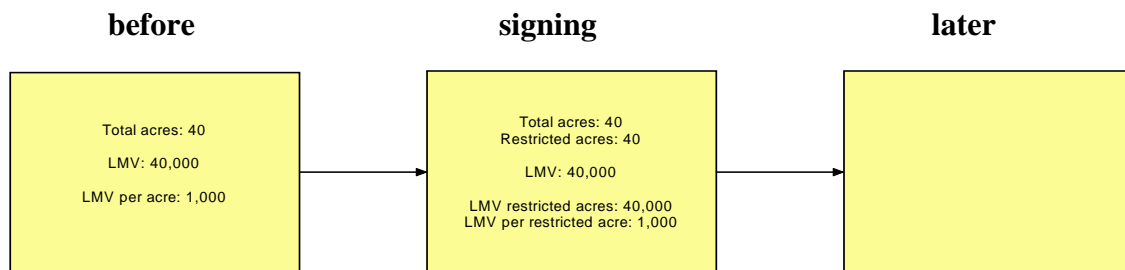 before
signing
later
Total acres: 40
LMV: 40,000
LMV per acre: 1,000
Total acres: 40
Restricted acres: 40
LMV: 40,000
LMV restricted acres: 40,000
LMV per restricted acre: 1,000